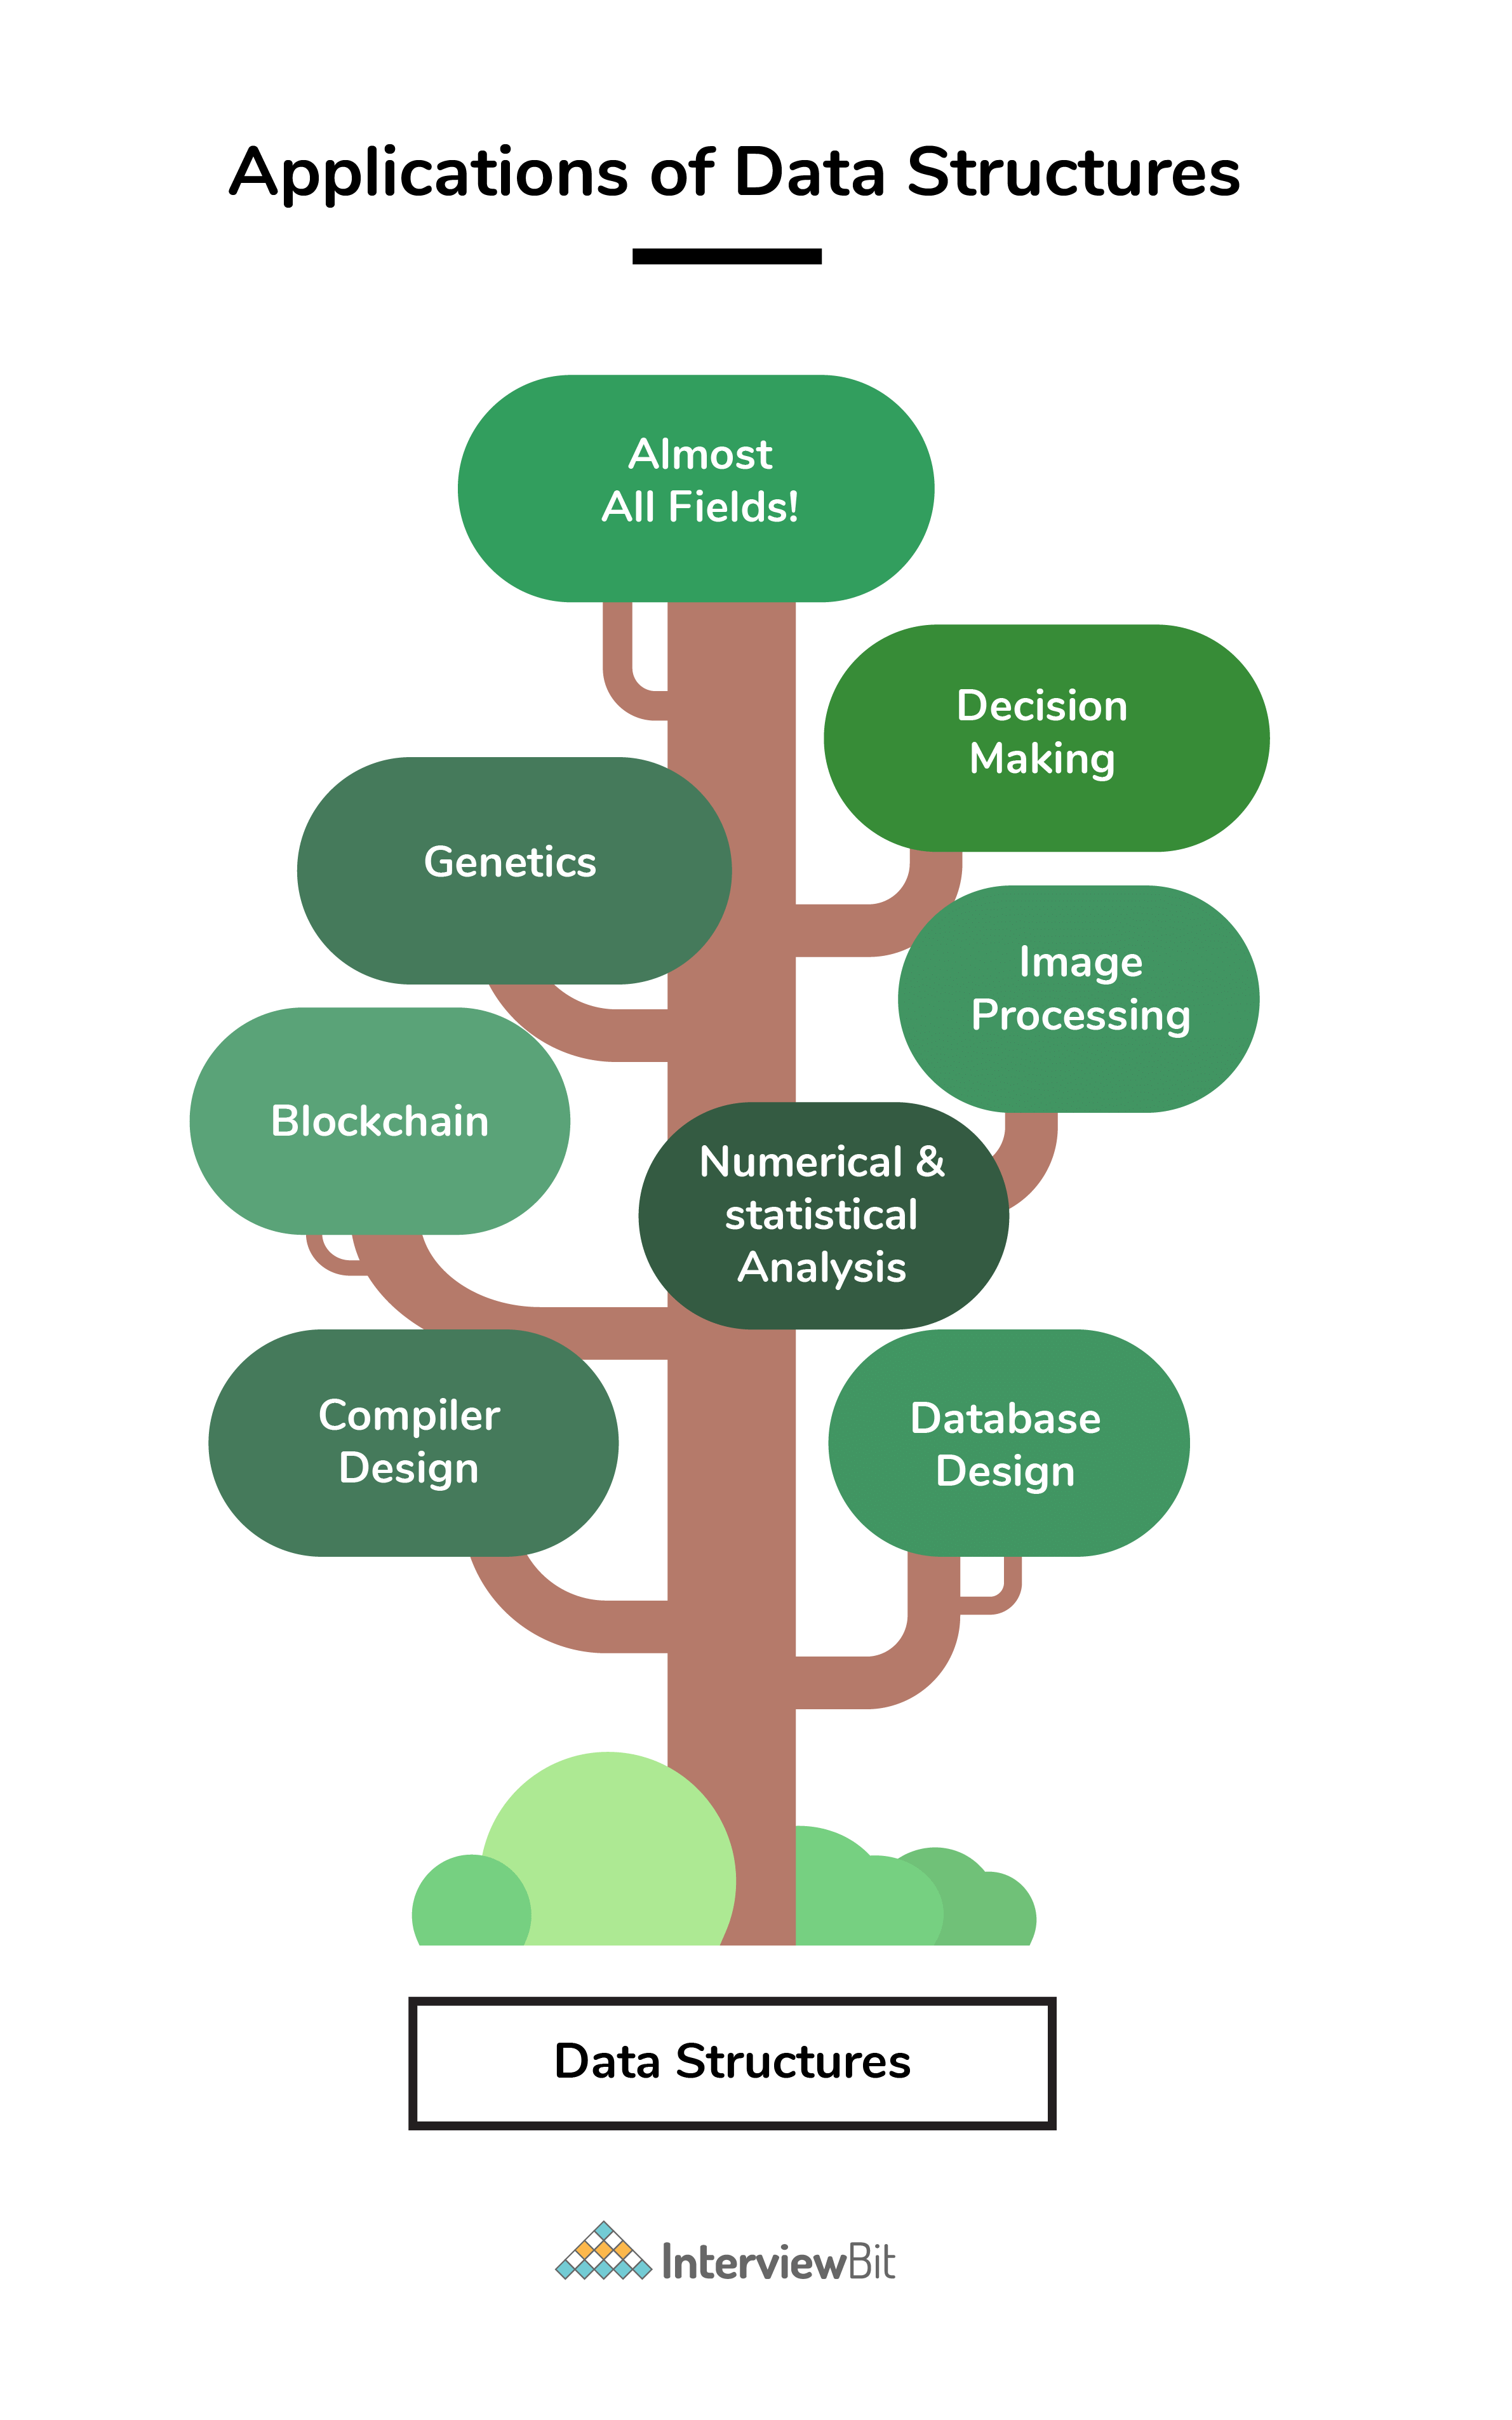 Applications of Data Structures
Almost
All Fields!
Decision
Making
Genetics
Image
Processing
Blockchain
Numerical &
statistical
Analysis
Compiler
Design
Database
Design
Data Structures
InterviewBit